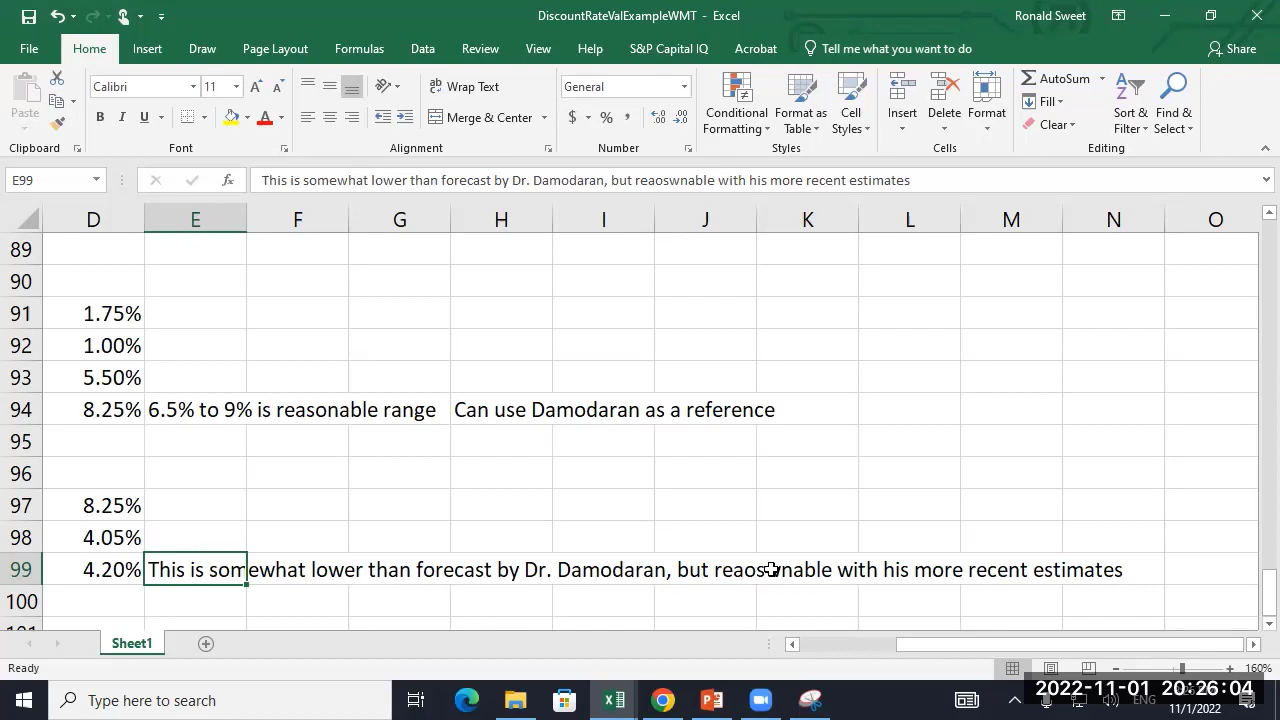 DiscountRateValExampleWMT - Excel
Ronald Sweet
File Home Insert Draw Page Layout Formulas Data Review View Help S&P Capital IQ Acrobat Tell me what you want to do Share
Paste
Calibri 11
B I U
Wrap Text
Merge & Center
General
$ % ,
Conditional Formatting
Format as Table
Cell Styles
Insert Delete Format
AutoSum
Fill
Clear
Sort & Filter
Find & Select
Clipboard Font Alignment Number Styles Cells Editing
E99 fx This is somewhat lower than forecast by Dr. Damodaran, but reaoswnable with his more recent estimates
D E F G H I J K L M N O
89
90
91 1.75%
92 1.00%
93 5.50%
94 8.25% 6.5% to 9% is reasonable range Can use Damodaran as a reference
95
96
97 8.25%
98 4.05%
99 4.20% This is somewhat lower than forecast by Dr. Damodaran, but reaoswnable with his more recent estimates
100
Sheet1
Ready
160%
Type here to search
2022-11-01 20:26:04
ENG
11/1/2022